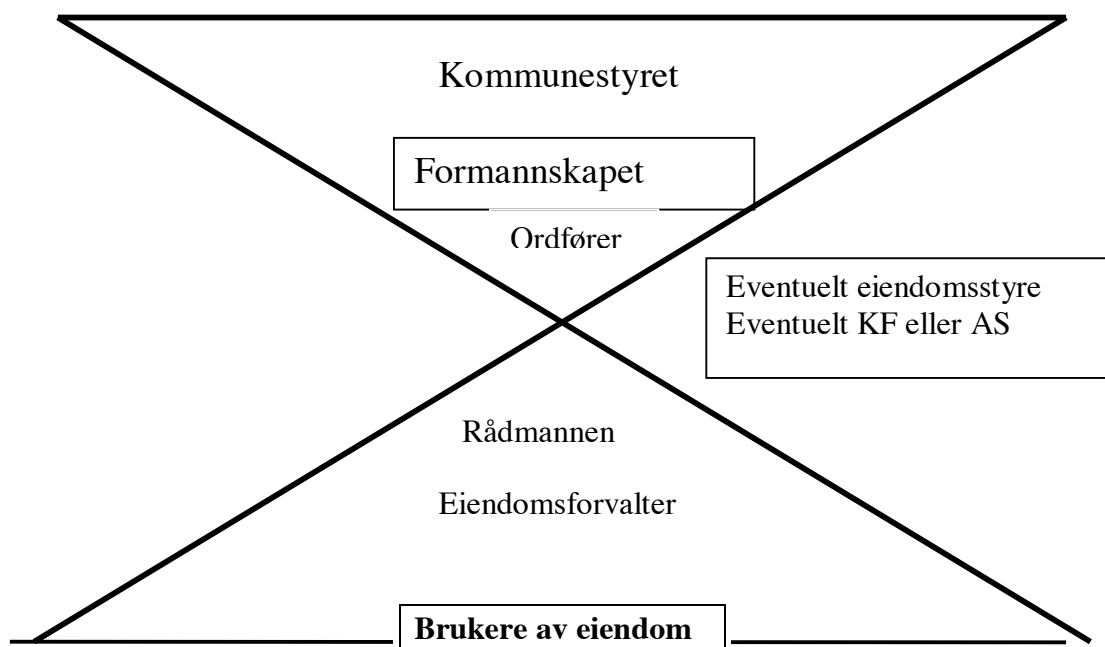 Kommunestyret
Formannskapet
Ordfører
Eventuelt eiendomsstyre
Eventuelt KF eller AS
Rådmannen
Eiendomsforvalter
Brukere av eiendom